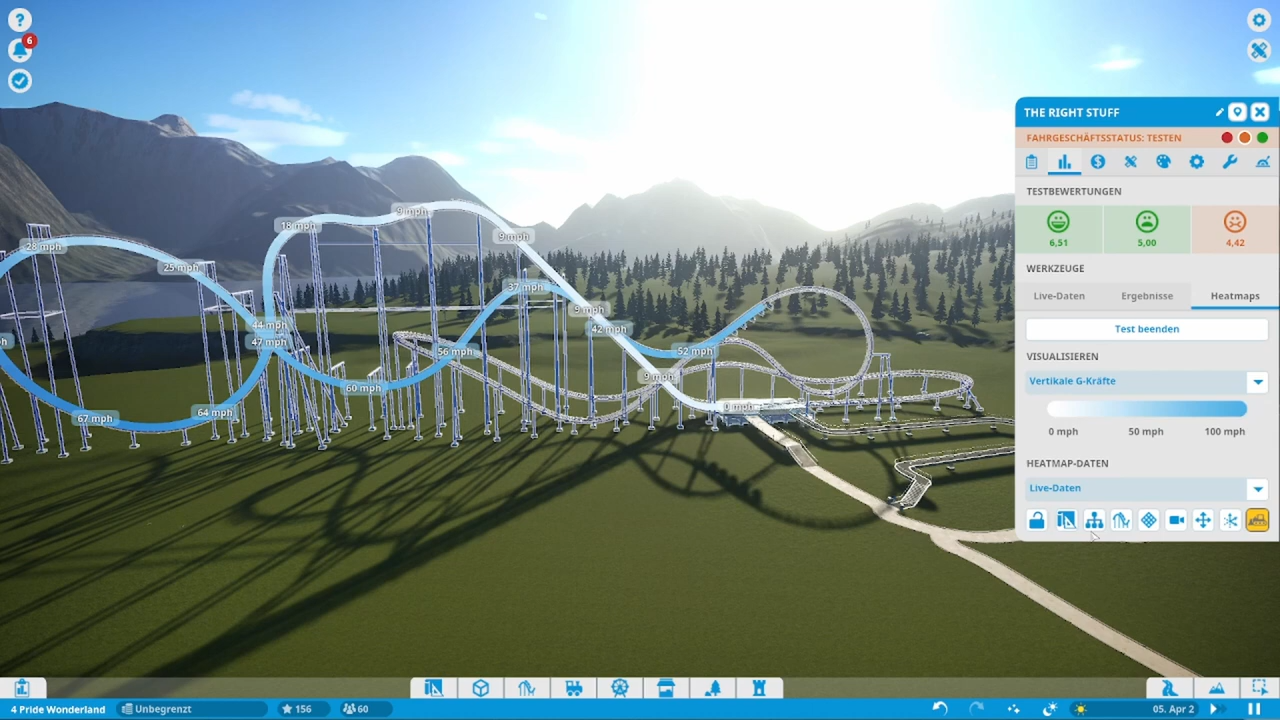 ?
6
THE RIGHT STUFF
FAHRGESCHÄFTSSTATUS: TESTEN
TESTBEWERTUNGEN
6,51 5,00 4,42
WERKZEUGE
Live-Daten Ergebnisse Heatmaps
Test beenden
VISUALISIEREN
Vertikale G-Kräfte
0 mph 50 mph 100 mph
HEATMAP-DATEN
Live-Daten
9 mph
18 mph
9 mph
28 mph
25 mph
37 mph
9 mph
44 mph
42 mph
47 mph
56 mph
52 mph
60 mph
9 mph
64 mph
0 mph
67 mph
4 Pride Wonderland Unbegrenzt 156 60 05. Apr 2